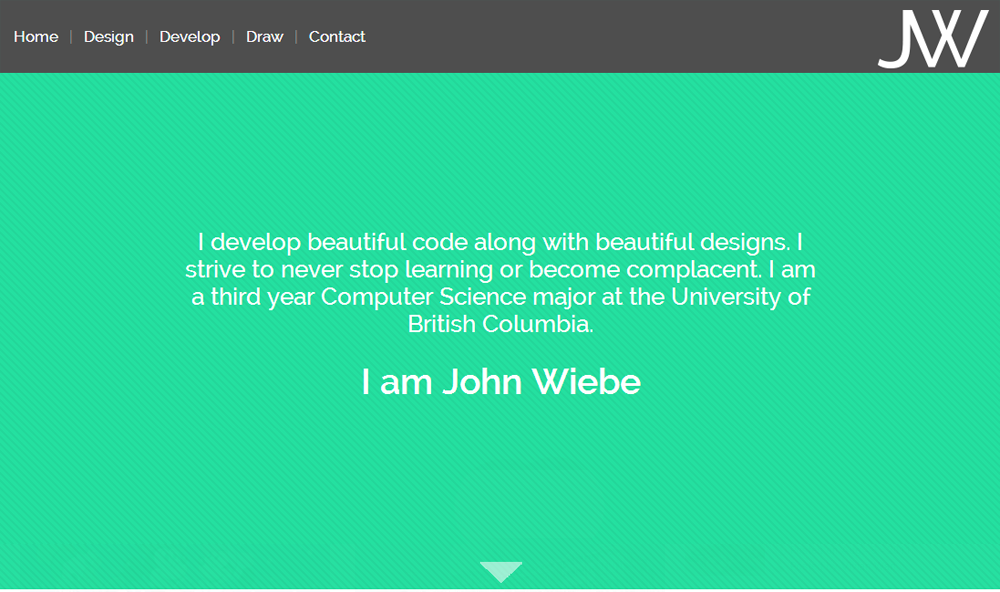 Home | Design | Develop | Draw | Contact
JW
I develop beautiful code along with beautiful designs. I
strive to never stop learning or become complacent. I am
a third year Computer Science major at the University of
British Columbia.
I am John Wiebe